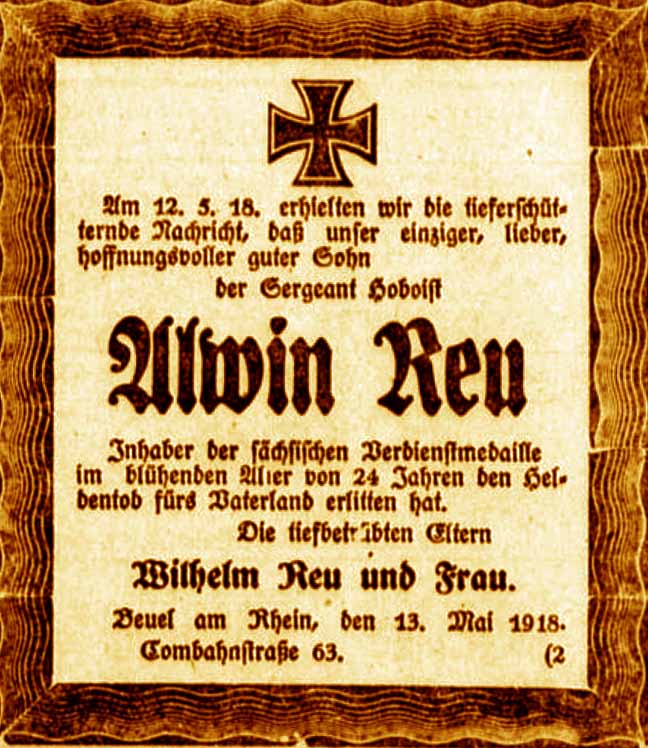 Am 12. 5. 18. erhielten wir die tieferschüt-
ternde Nachricht, daß unser einziger, lieber,
hoffnungsvoller guter Sohn
der Sergeant Hoboist
Alwin Reu
Inhaber der sächsischen Verdienstmedaille
im blühenden Alter von 24 Jahren den Hel-
dentod fürs Vaterland erlitten hat.
Die tiefbetrübten Eltern
Wilhelm Reu und Frau.
Beuel am Rhein, den 13. Mai 1918.
Combahnstraße 63. (2